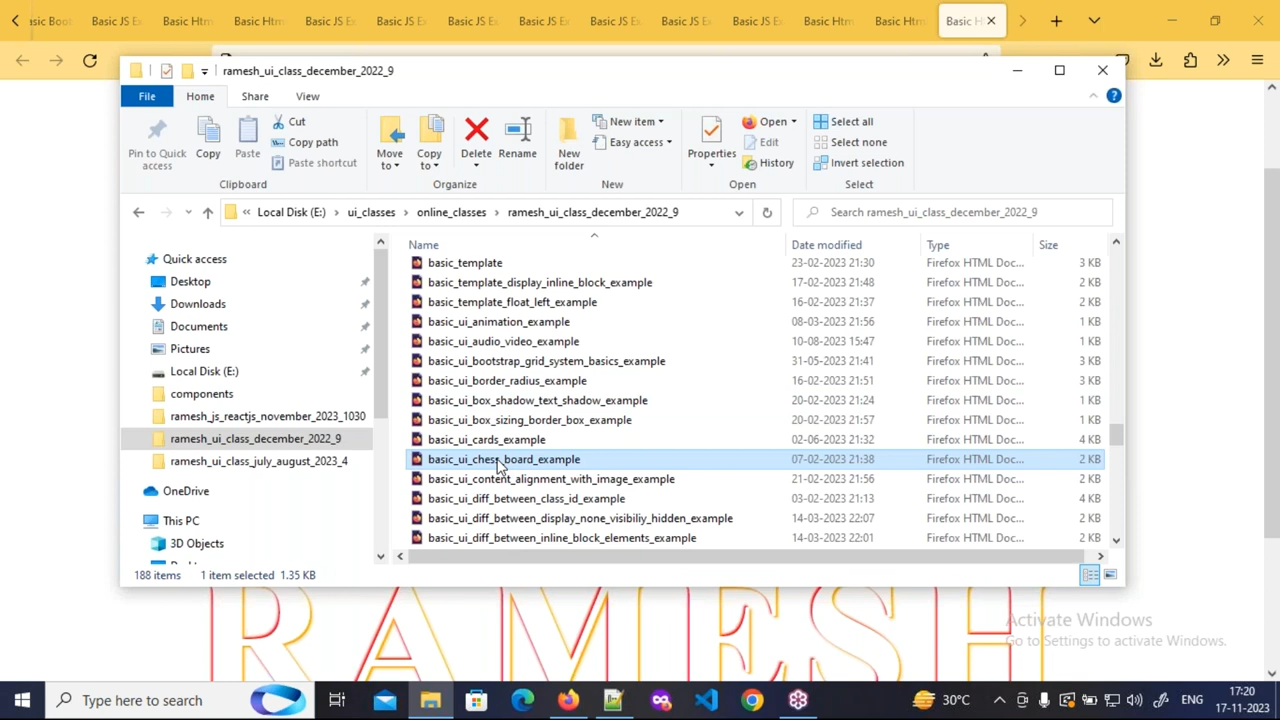 asic Boot
Basic JS Ex
Basic Htm
Basic Htm
Basic JS Ex
Basic JS Ex
Basic JS Ex
Basic JS Ex
Basic JS Ex
Basic JS Ex
Basic JS Ex
Basic Htm
Basic Htm
Basic H
ramesh_ui_class_december_2022_9
File
Home
Share
View
Pin to Quick access
Copy
Paste
Cut
Copy path
Paste shortcut
Move to
Copy to
Delete
Rename
New folder
New item
Easy access
Properties
Open
Edit
History
Select all
Select none
Invert selection
Clipboard
Organize
New
Open
Select
« Local Disk (E:) › ui_classes › online_classes › ramesh_ui_class_december_2022_9
Search ramesh_ui_class_december_2022_9
Quick access
Desktop
Downloads
Documents
Pictures
Local Disk (E:)
components
ramesh_js_reactjs_november_2023_1030
ramesh_ui_class_december_2022_9
ramesh_ui_class_july_august_2023_4
OneDrive
This PC
3D Objects
Name Date modified Type Size
basic_template 23-02-2023 21:30 Firefox HTML Doc... 3 KB
basic_template_display_inline_block_example 17-02-2023 21:48 Firefox HTML Doc... 2 KB
basic_template_float_left_example 16-02-2023 21:37 Firefox HTML Doc... 2 KB
basic_ui_animation_example 08-03-2023 21:56 Firefox HTML Doc... 1 KB
basic_ui_audio_video_example 10-08-2023 15:47 Firefox HTML Doc... 1 KB
basic_ui_bootstrap_grid_system_basics_example 31-05-2023 21:41 Firefox HTML Doc... 3 KB
basic_ui_border_radius_example 16-02-2023 21:51 Firefox HTML Doc... 3 KB
basic_ui_box_shadow_text_shadow_example 20-02-2023 21:24 Firefox HTML Doc... 1 KB
basic_ui_box_sizing_border_box_example 20-02-2023 21:57 Firefox HTML Doc... 1 KB
basic_ui_cards_example 02-06-2023 21:32 Firefox HTML Doc... 4 KB
basic_ui_chess_board_example 07-02-2023 21:38 Firefox HTML Doc... 2 KB
basic_ui_content_alignment_with_image_example 21-02-2023 21:56 Firefox HTML Doc... 2 KB
basic_ui_diff_between_class_id_example 03-02-2023 21:13 Firefox HTML Doc... 4 KB
basic_ui_diff_between_display_none_visibiliy_hidden_example 14-03-2023 22:07 Firefox HTML Doc... 2 KB
basic_ui_diff_between_inline_block_elements_example 14-03-2023 22:01 Firefox HTML Doc... 2 KB
188 items 1 item selected 1.35 KB
RAMESH
Activate Windows
Go to Settings to activate Windows.
Type here to search
30°C
ENG
17:20
17-11-2023